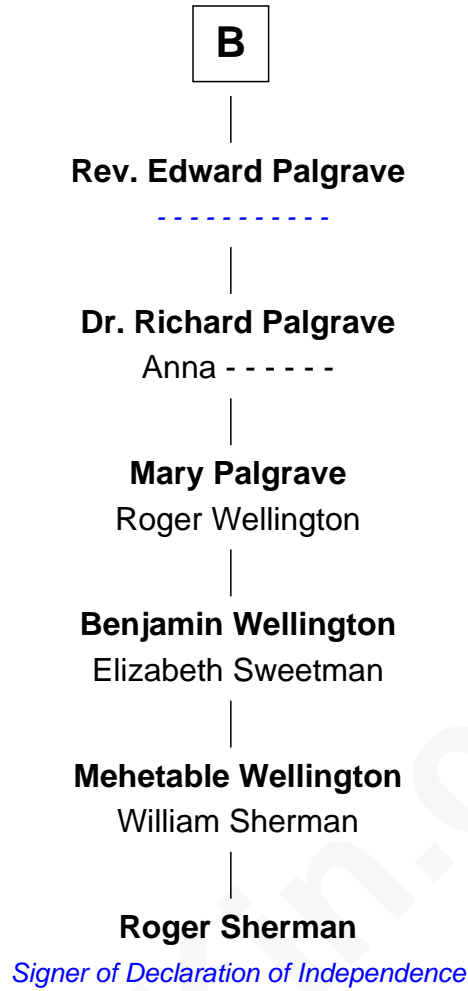 B
Rev. Edward Palgrave
- - - - - - - - - - -
Dr. Richard Palgrave
Anna - - - - - -
Mary Palgrave
Roger Wellington
Benjamin Wellington
Elizabeth Sweetman
Mehetable Wellington
William Sherman
Roger Sherman
Signer of Declaration of Independence